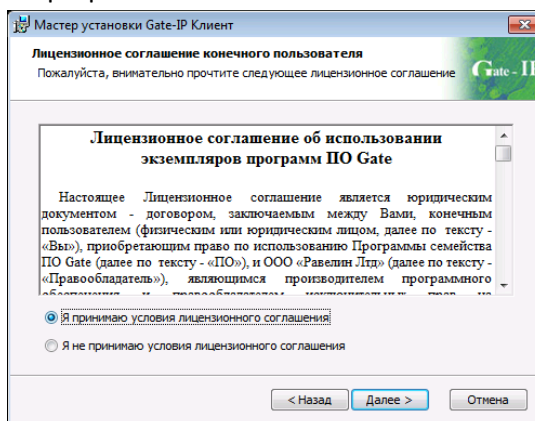 Мастер установки Gate-IP Клиент
Лицензионное соглашение конечного пользователя
Пожалуйста, внимательно прочтите следующее лицензионное соглашение
Gate - IP
Лицензионное соглашение об использовании
экземпляров программ ПО Gate
Настоящее Лицензионное соглашение является юридическим
документом - договором, заключаемым между Вами, конечным
пользователем (физическим или юридическим лицом, далее по тексту -
«Вы»), приобретающим право по использованию Программы семейства
ПО Gate (далее по тексту - «ПО»), и ООО «Равелин Лтд» (далее по тексту -
«Правообладатель»), являющимся производителем программного
Я принимаю условия лицензионного соглашения
Я не принимаю условия лицензионного соглашения
< Назад Далее > Отмена